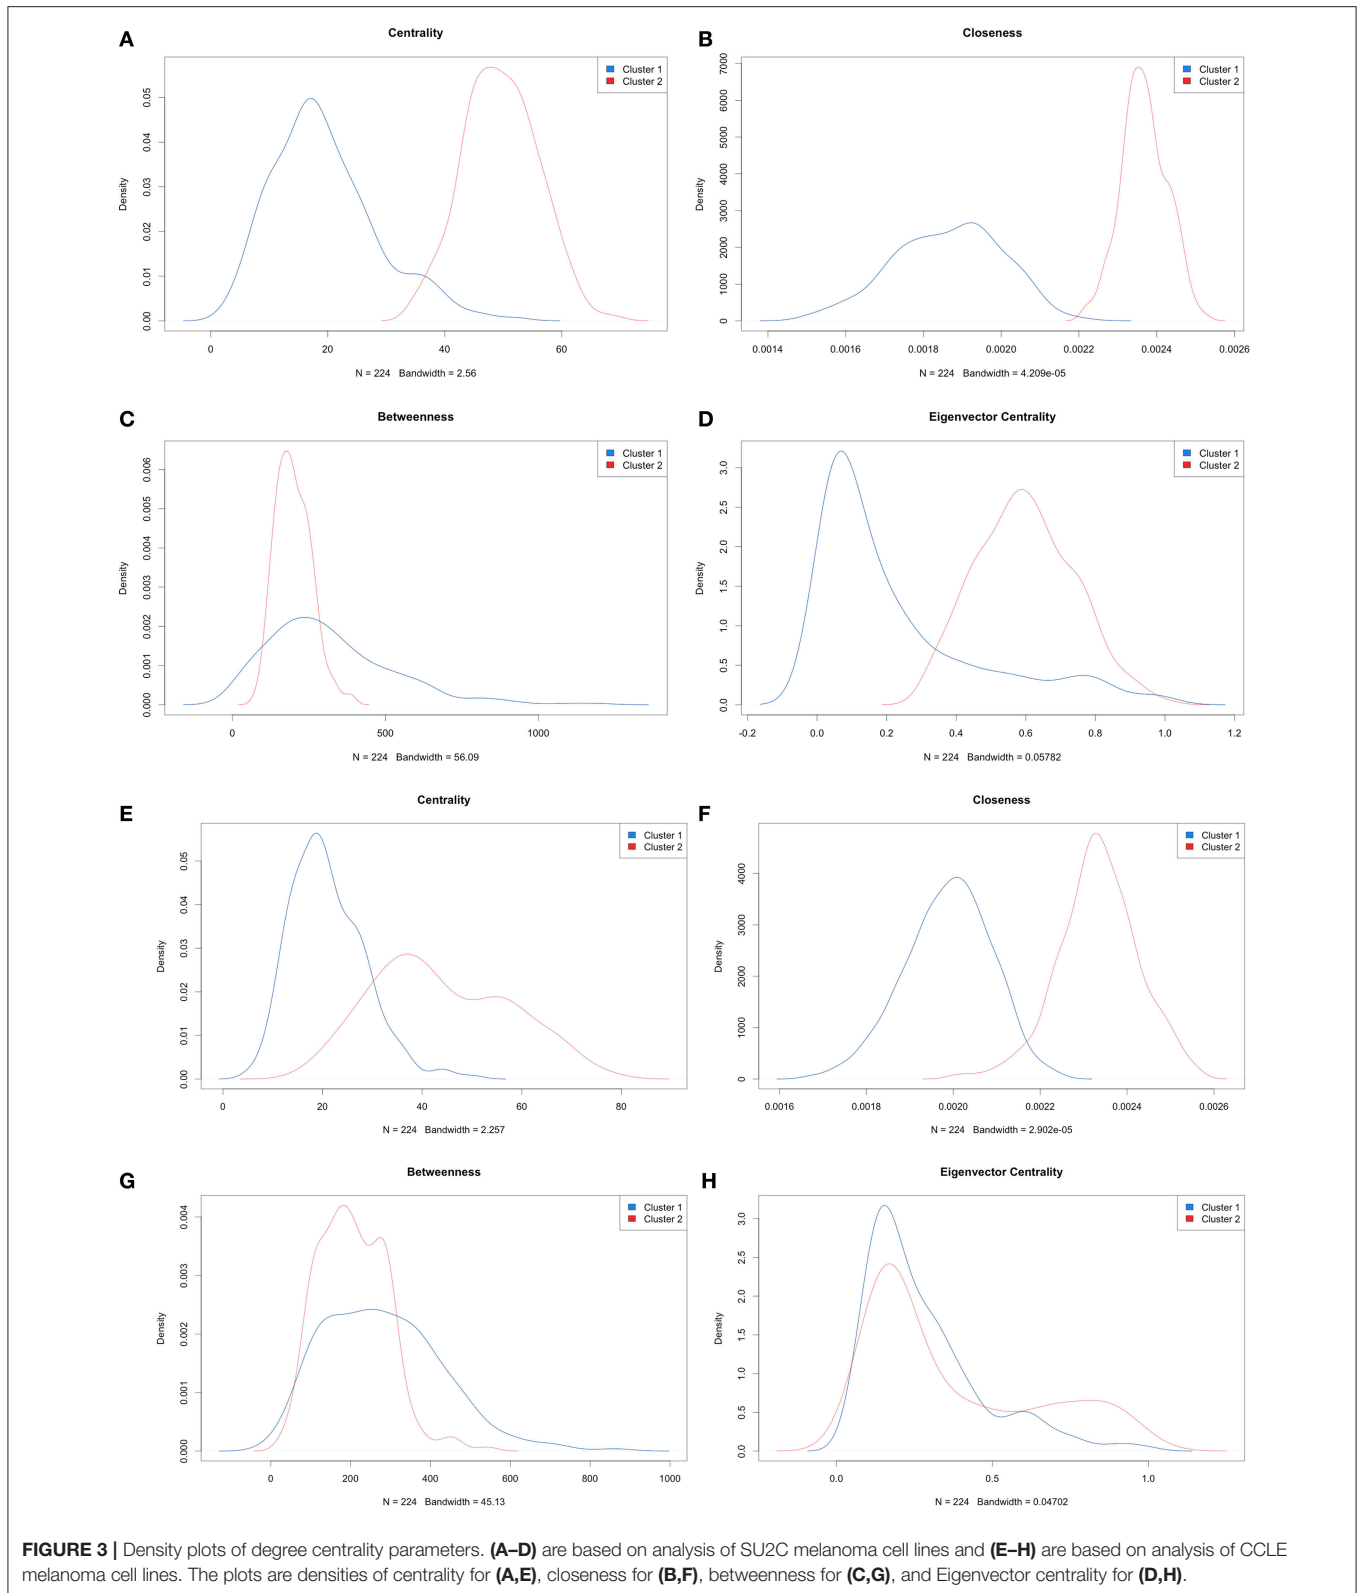 A
Centrality
Cluster 1
Cluster 2
Density
0.00 0.01 0.02 0.03 0.04 0.05
0 20 40 60
N = 224 Bandwidth = 2.56
B
Closeness
Cluster 1
Cluster 2
Density
0 1000 2000 3000 4000 5000 6000 7000
0.0014 0.0016 0.0018 0.0020 0.0022 0.0024 0.0026
N = 224 Bandwidth = 4.209e-05
C
Betweenness
Cluster 1
Cluster 2
Density
0.000 0.001 0.002 0.003 0.004 0.005 0.006
0 500 1000
N = 224 Bandwidth = 56.09
D
Eigenvector Centrality
Cluster 1
Cluster 2
Density
0.0 0.5 1.0 1.5 2.0 2.5 3.0
-0.2 0.0 0.2 0.4 0.6 0.8 1.0 1.2
N = 224 Bandwidth = 0.05782
E
Centrality
Cluster 1
Cluster 2
Density
0.00 0.01 0.02 0.03 0.04 0.05
0 20 40 60 80
N = 224 Bandwidth = 2.257
F
Closeness
Cluster 1
Cluster 2
Density
0 1000 2000 3000 4000
0.0016 0.0018 0.0020 0.0022 0.0024 0.0026
N = 224 Bandwidth = 2.902e-05
G
Betweenness
Cluster 1
Cluster 2
Density
0.000 0.001 0.002 0.003 0.004
0 200 400 600 800 1000
N = 224 Bandwidth = 45.13
H
Eigenvector Centrality
Cluster 1
Cluster 2
Density
0.0 0.5 1.0 1.5 2.0 2.5 3.0
0.0 0.5 1.0
N = 224 Bandwidth = 0.04702
FIGURE 3 | Density plots of degree centrality parameters. (A–D) are based on analysis of SU2C melanoma cell lines and (E–H) are based on analysis of CCLE
melanoma cell lines. The plots are densities of centrality for (A,E), closeness for (B,F), betweenness for (C,G), and Eigenvector centrality for (D,H).